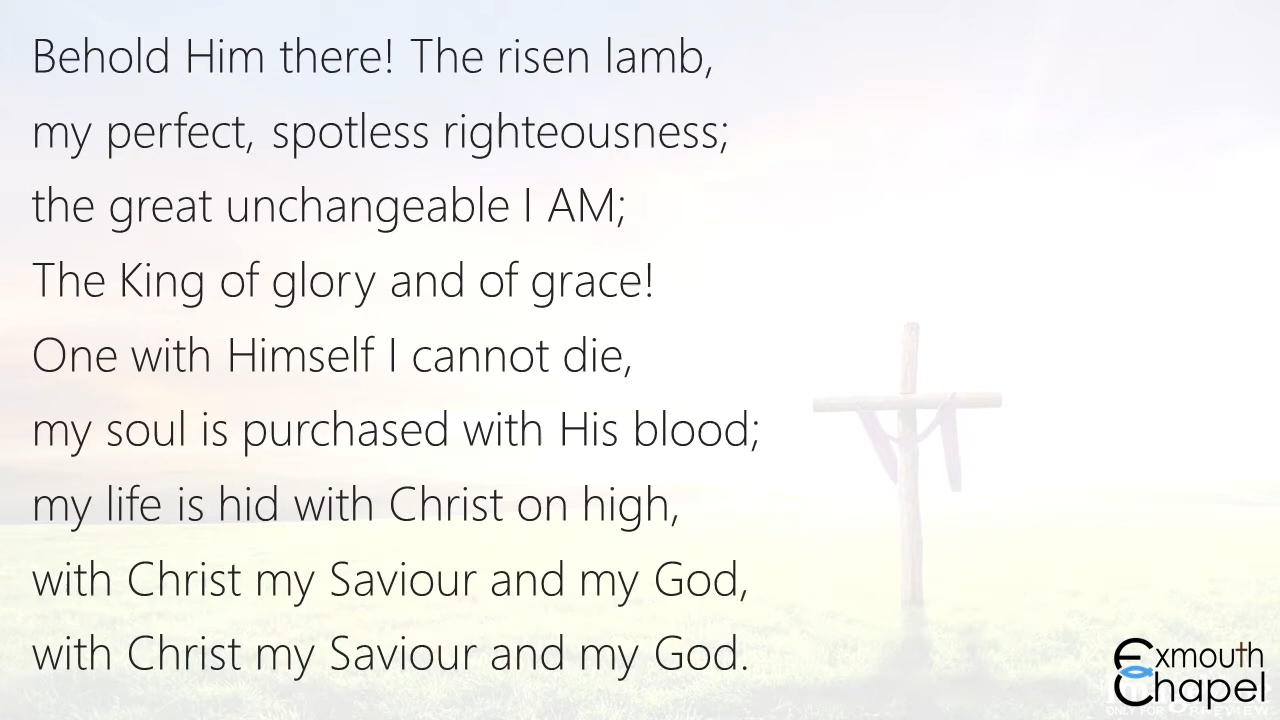 Behold Him there! The risen lamb,
my perfect, spotless righteousness;
the great unchangeable I AM;
The King of glory and of grace!
One with Himself I cannot die,
my soul is purchased with His blood;
my life is hid with Christ on high,
with Christ my Saviour and my God,
with Christ my Saviour and my God.
Exmouth
Chapel